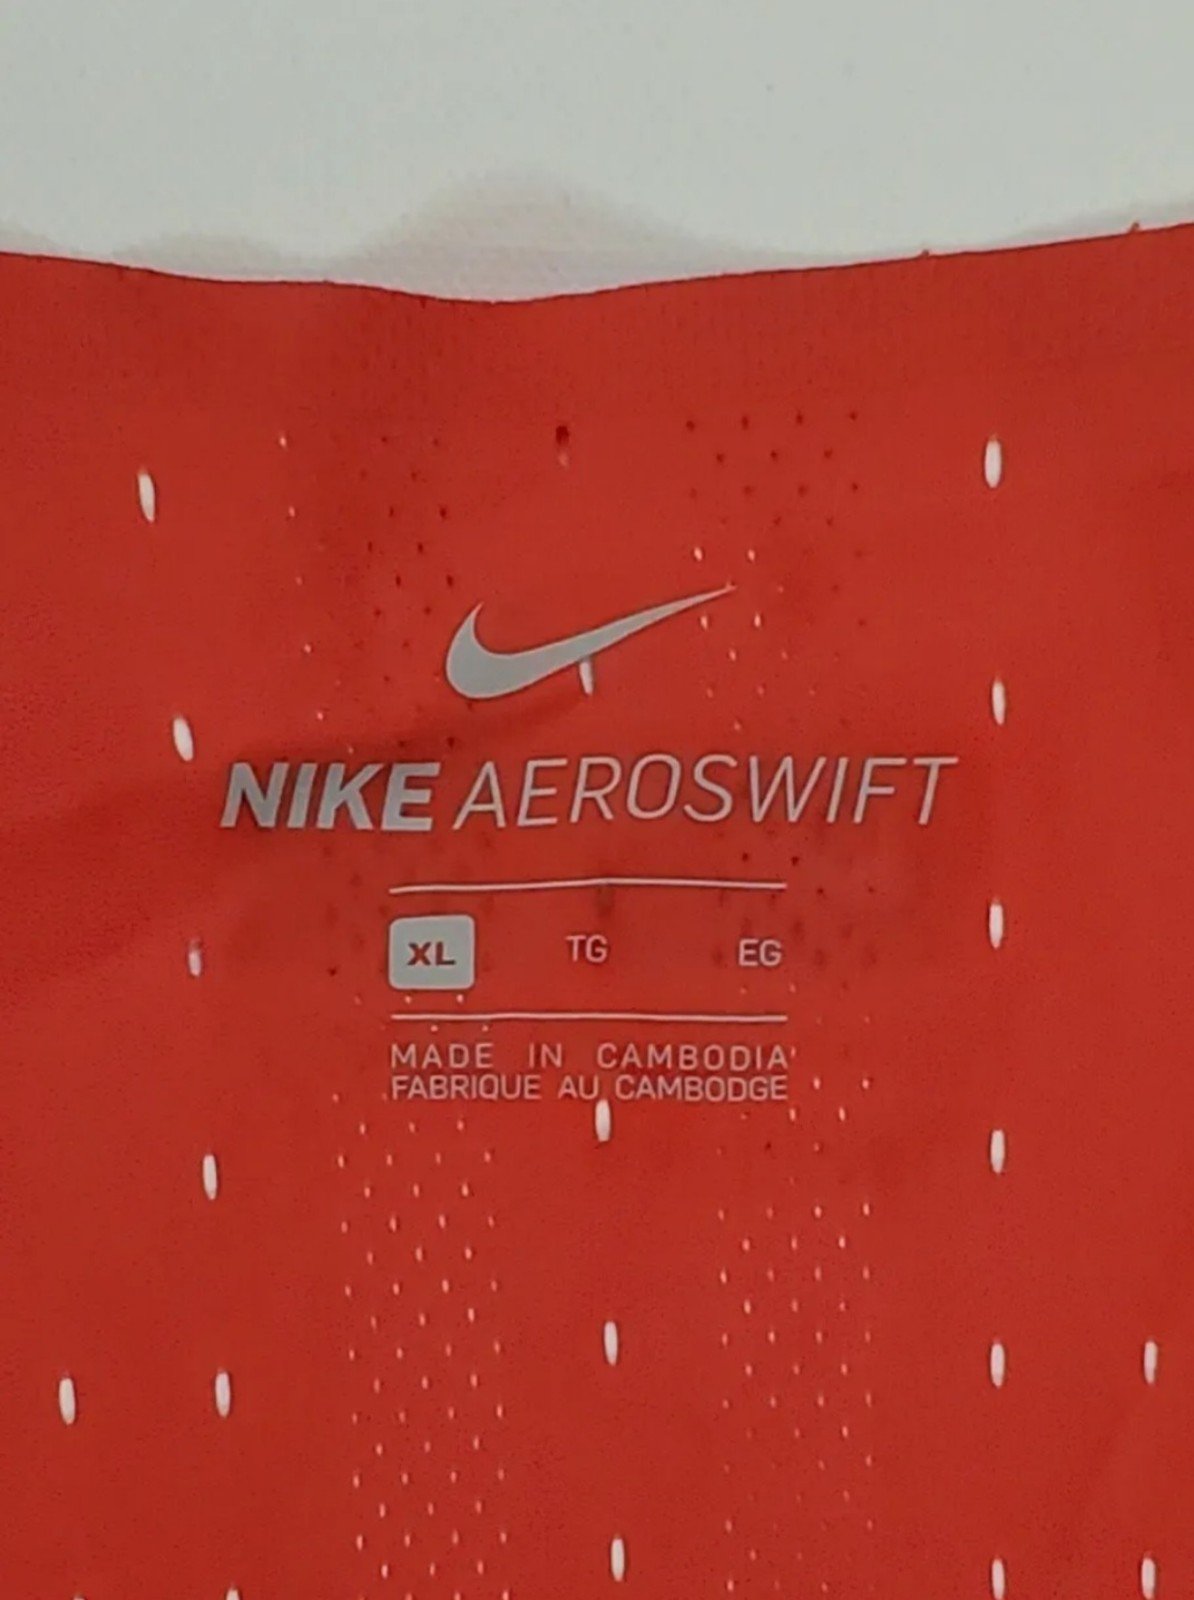 NIKE AEROSWIFT
XL TG EG
MADE IN CAMBODIA
FABRIQUE AU CAMBODGE